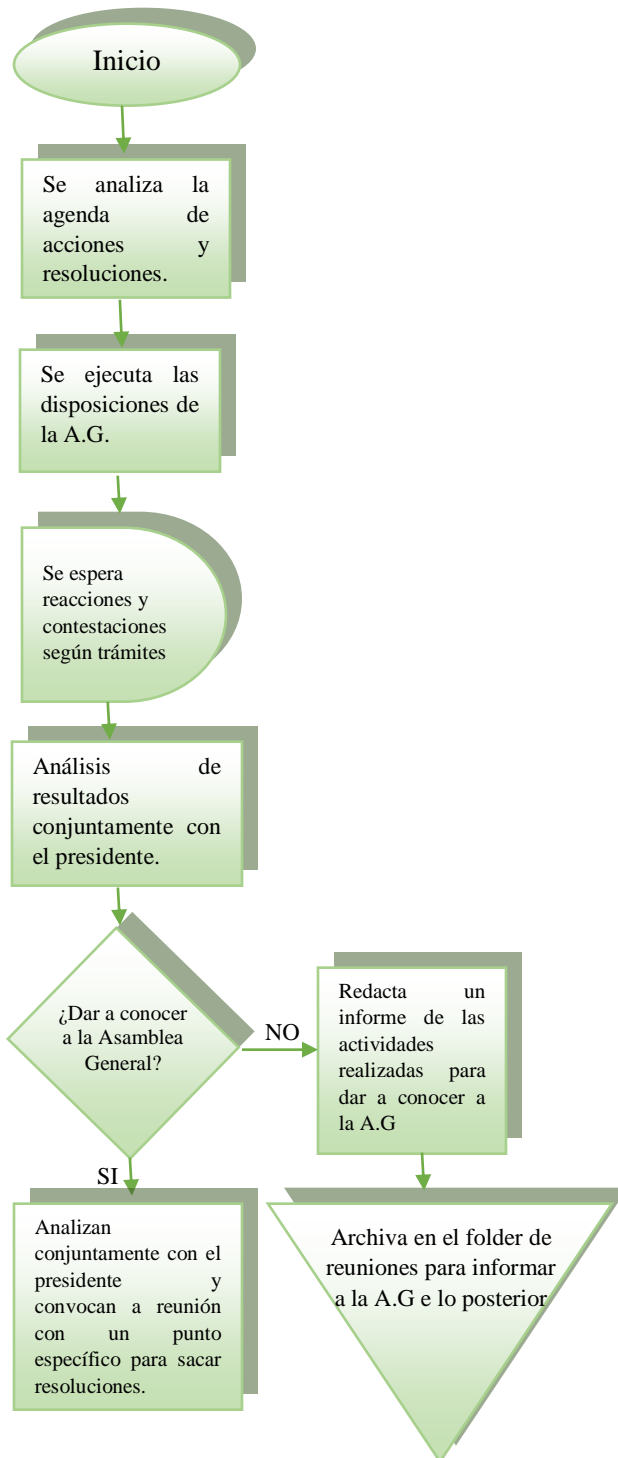 Inicio
Se analiza la
agenda de
acciones y
resoluciones.
Se ejecuta las
disposiciones de
la A.G.
Se espera
reacciones y
contestaciones
según trámites
Análisis de
resultados
conjuntamente con
el presidente.
¿Dar a conocer
a la Asamblea
General?
NO
Redacta un
informe de las
actividades
realizadas para
dar a conocer a
la A.G
SI
Analizan
conjuntamente con el
presidente y
convocan a reunión
con un punto
específico para sacar
resoluciones.
Archiva en el folder de
reuniones para informar
a la A.G e lo posterior